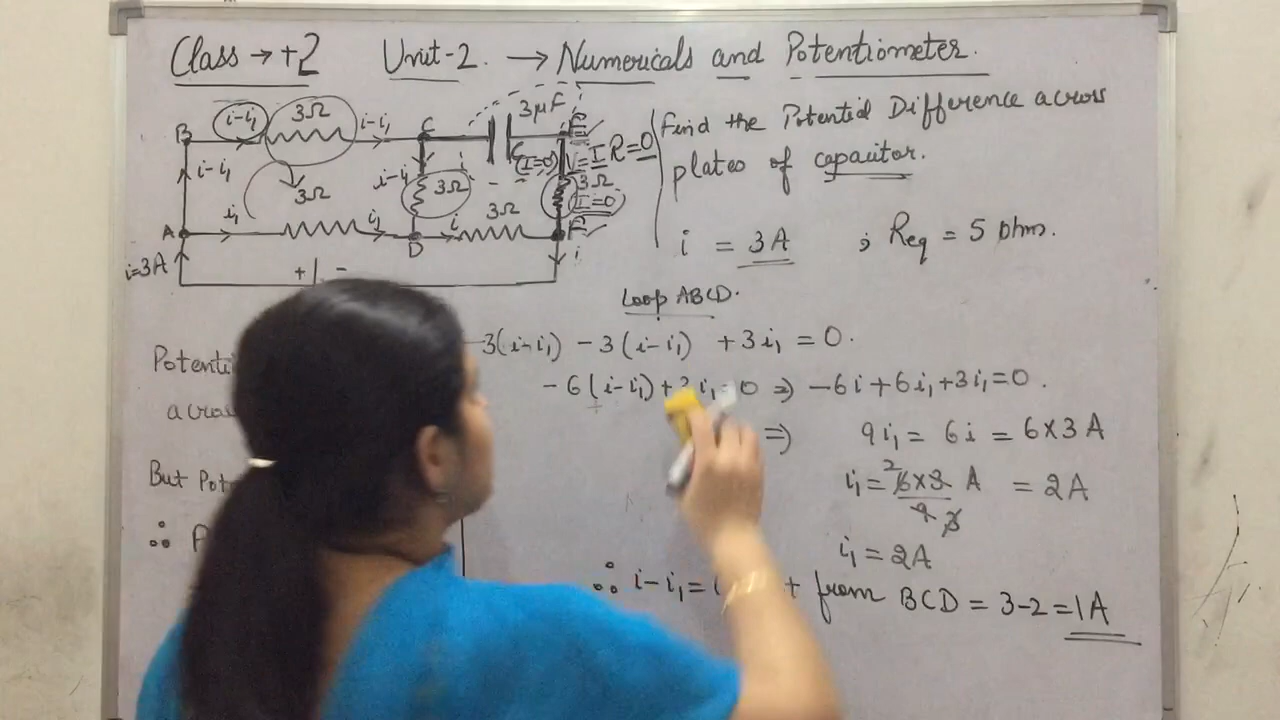 Class → +2 Unit-2. → Numericals and Potentiometer.
3μF
i-i₁ 3Ω i-i₁
B C E
C
(I=0) V=IR=0
i-i₁ i-i₁ 3Ω 3Ω
3Ω 3Ω I=0
i₁ i₁ i
A D F
i=3A + - i
Find the Potential Difference across
plates of capacitor.
i = 3A ; Req = 5 ohm.
Loop ABCD.
-3(i-i₁) -3(i-i₁) +3i₁ = 0.
-6(i-i₁)+3i₁=0 ⇒ -6i+6i₁+3i₁=0.
⇒ 9i₁ = 6i = 6×3A
i₁ = 6×3 A = 2A
9 3
2
i₁ = 2A
∴ i-i₁ = from BCD = 3-2 = 1A
Potenti
across
But Pot
∴ P